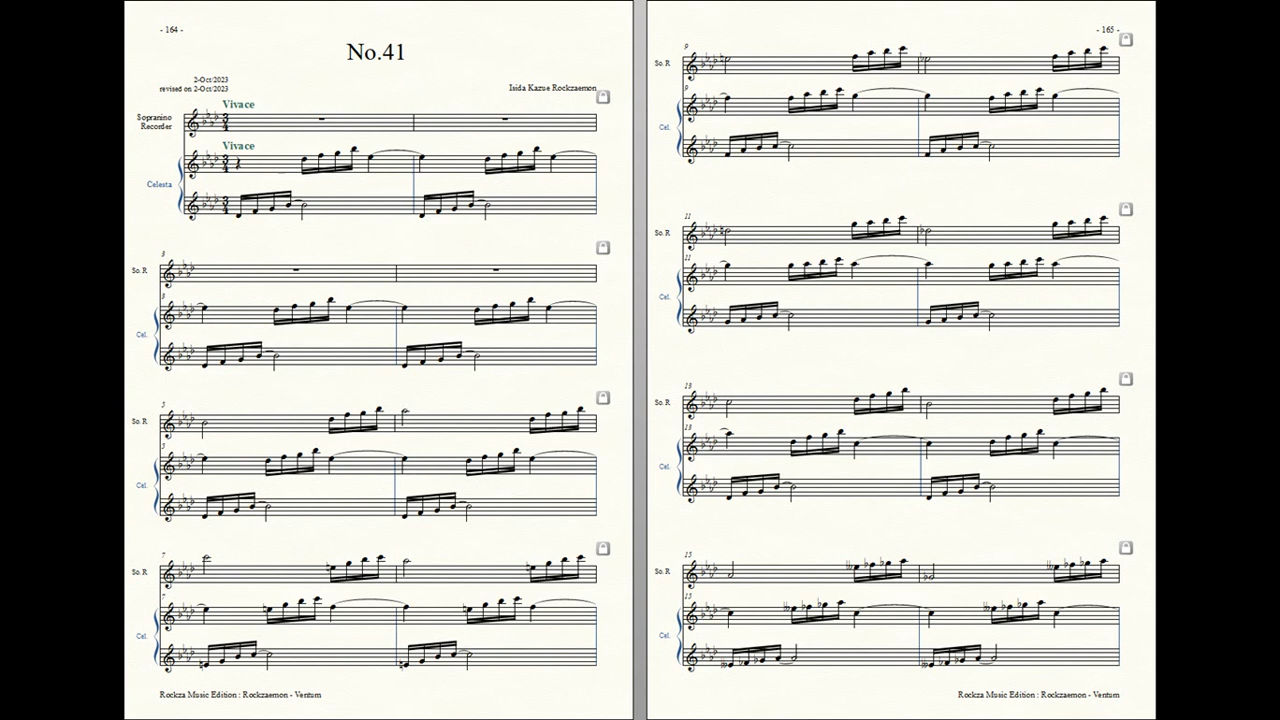 - 164 -
No.41
2-Oct/2023
revised on 2-Oct/2023
Isida Kazue Rockzaemon
Vivace
Sopranino
Recorder
Vivace
Celesta
3
So.R
3
Cel.
5
So.R
5
Cel.
7
So.R
7
Cel.
Rockza Music Edition : Rockzaemon - Ventum
- 165 -
9
So.R
9
Cel.
11
So.R
11
Cel.
13
So.R
13
Cel.
15
So.R
15
Cel.
Rockza Music Edition : Rockzaemon - Ventum